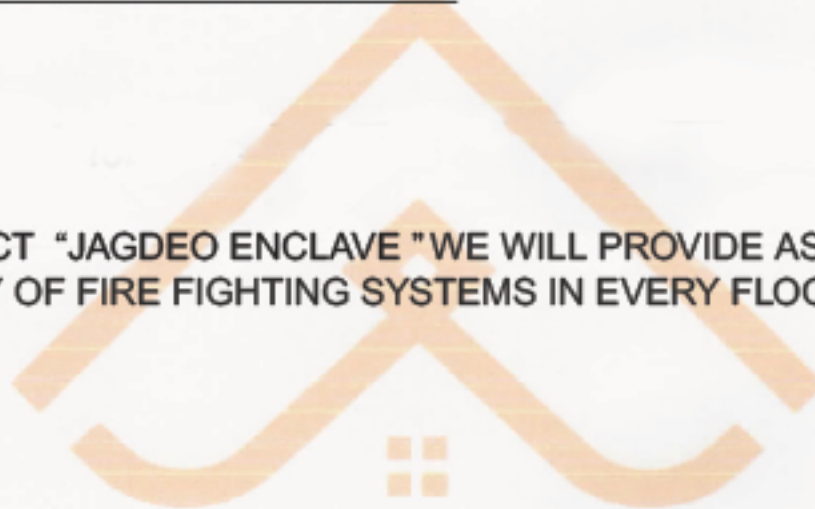 CT "JAGDEO ENCLAVE " WE WILL PROVIDE AS
Y OF FIRE FIGHTING SYSTEMS IN EVERY FLOO